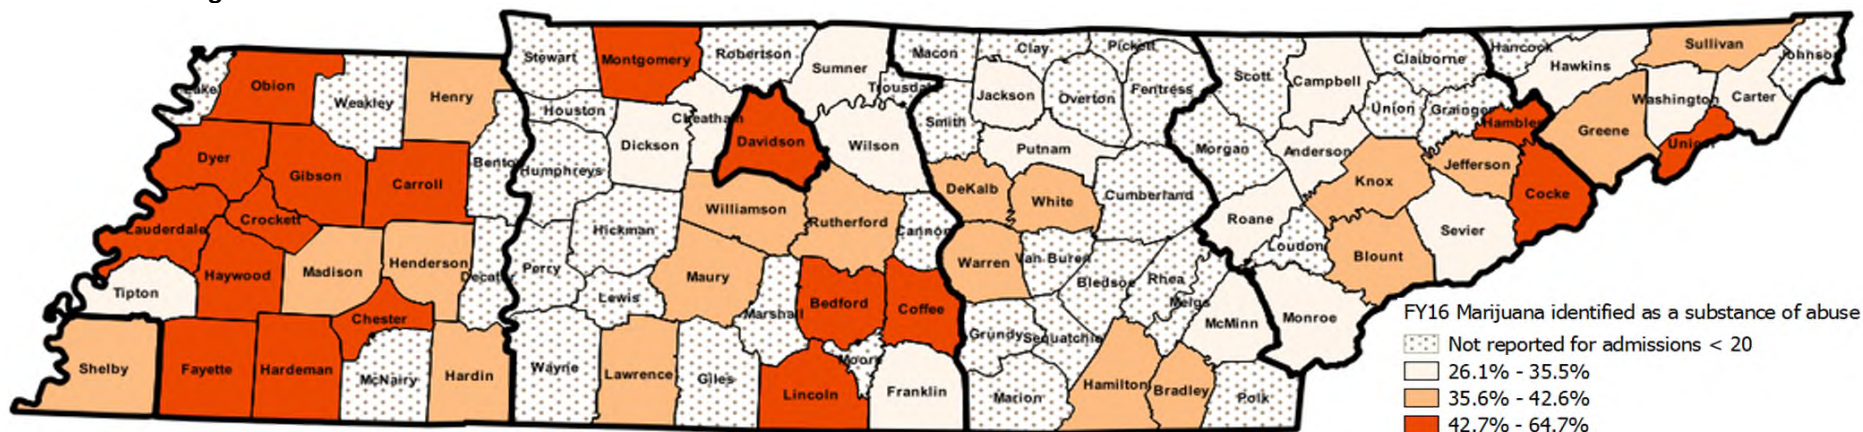 Stewart
Montgomery
Robertson
Sumner
Macon
Clay
Pickett
Scott
Campbell
Claiborne
Hancock
Hawkins
Sullivan
Johnson
Lake
Obion
Weakley
Henry
Houston
Cheatham
Trousdale
Jackson
Overton
Fentress
Union
Grainger
Hamblen
Washington
Carter
Dyer
Gibson
Carroll
Benton
Humphreys
Dickson
Davidson
Wilson
Smith
Putnam
Morgan
Anderson
Jefferson
Greene
Unicoi
Lauderdale
Crockett
Williamson
Rutherford
DeKalb
White
Cumberland
Knox
Cocke
Haywood
Madison
Henderson
Decatur
Perry
Hickman
Cannon
Roane
Loudon
Blount
Sevier
Tipton
Chester
Lewis
Maury
Marshall
Bedford
Coffee
Warren
Van Buren
Bledsoe
Rhea
Meigs
McMinn
Monroe
Shelby
Fayette
Hardeman
McNairy
Hardin
Wayne
Lawrence
Giles
Lincoln
Moore
Franklin
Grundy
Sequatchie
Marion
Hamilton
Bradley
Polk
FY16 Marijuana identified as a substance of abuse
Not reported for admissions < 20
26.1% - 35.5%
35.6% - 42.6%
42.7% - 64.7%